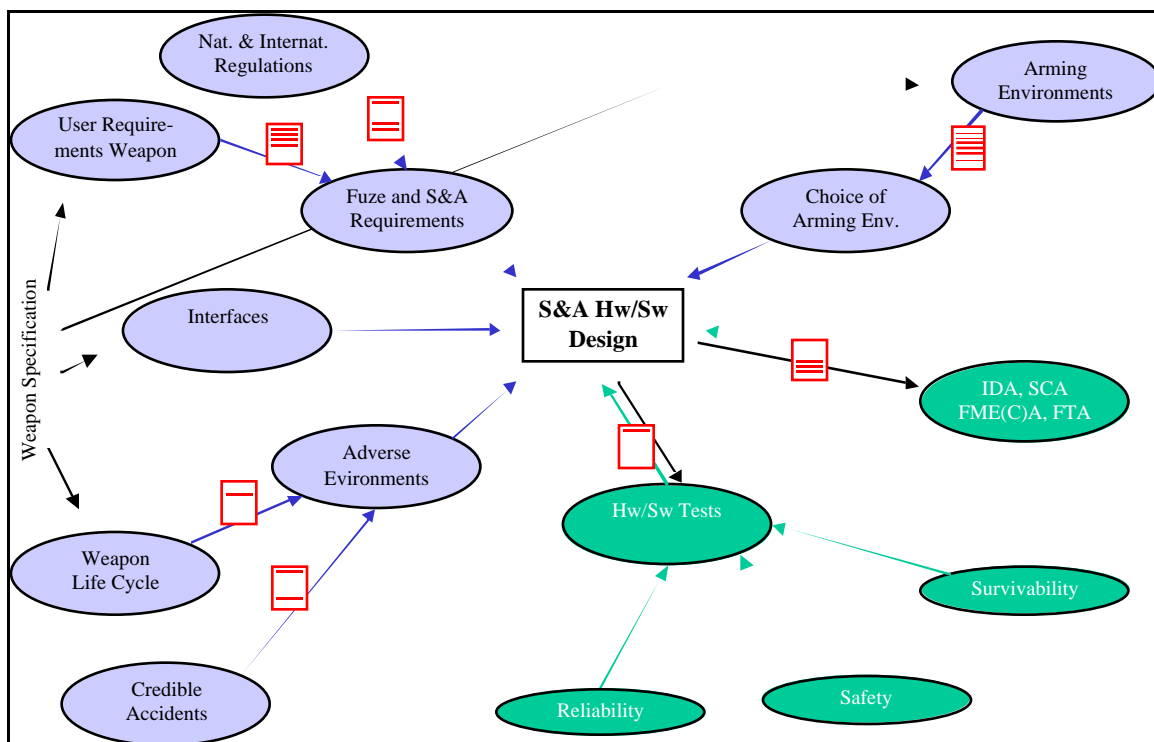 Nat. & Internat.
Regulations
Arming
Environments
User Require-
ments Weapon
Fuze and S&A
Requirements
Choice of
Arming Env.
Weapon Specification
Interfaces
S&A Hw/Sw
Design
IDA, SCA
FME(C)A, FTA
Adverse
Evironments
Hw/Sw Tests
Weapon
Life Cycle
Survivability
Credible
Accidents
Reliability
Safety